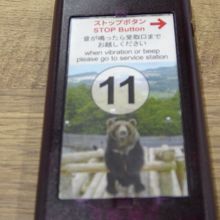 ストップボタン
STOP Button
音が鳴ったら受取口まで
お越しください
when vibration or beep
please go to service station
11